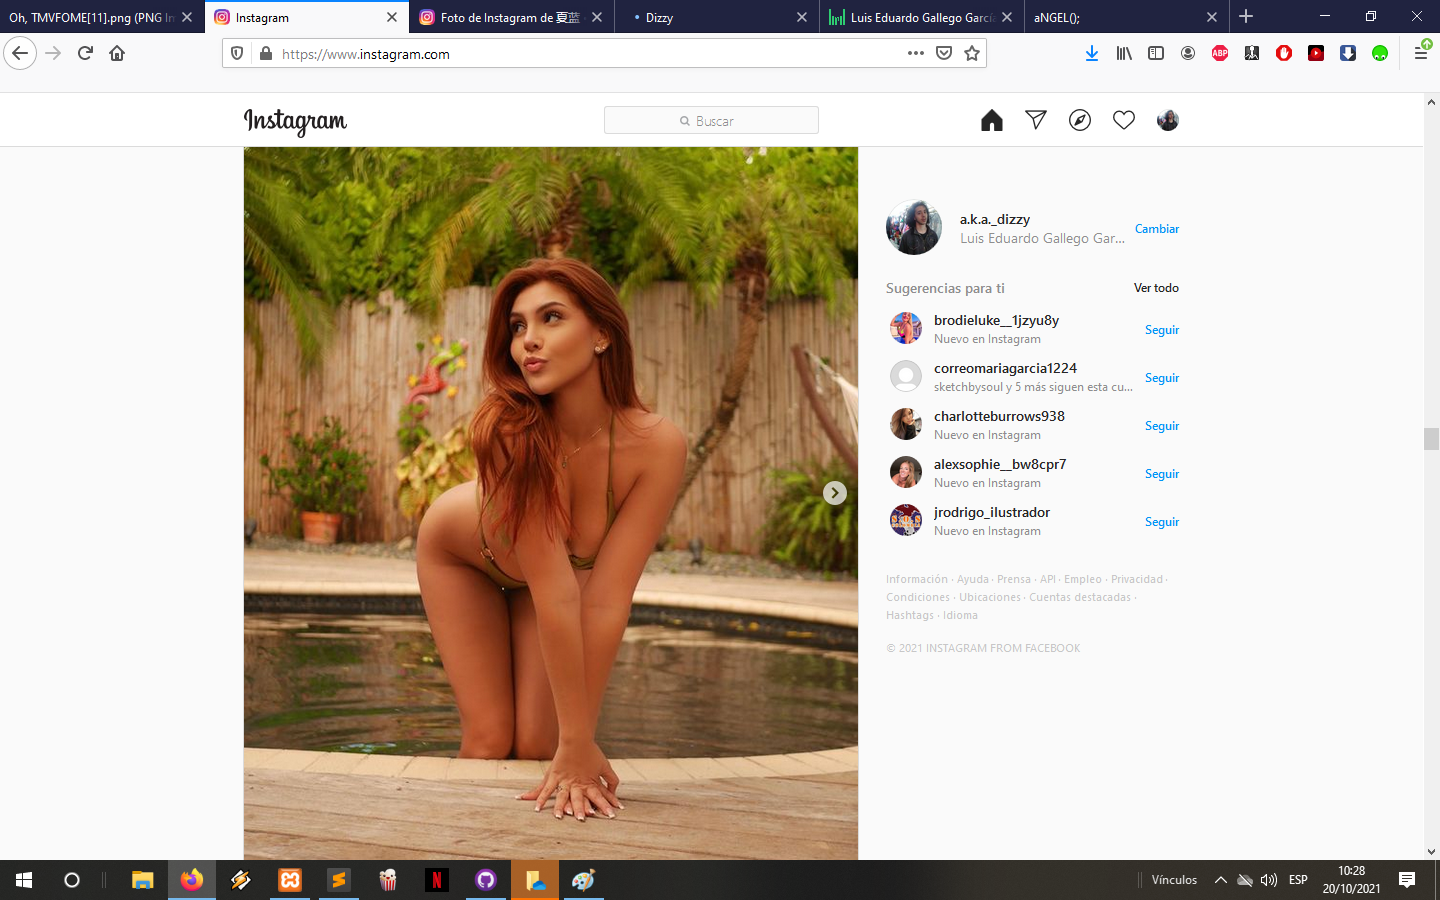 Oh, TMVFOME[11].png (PNG Im
Instagram
Foto de Instagram de 夏蓝
Dizzy
Luis Eduardo Gallego García
aNGEL();
https://www.instagram.com
ABP
Instagram
Buscar
a.k.a._dizzy
Luis Eduardo Gallego Gar...
Cambiar
Sugerencias para ti
Ver todo
brodieluke__1jzyu8y
Nuevo en Instagram
Seguir
correomariagarcia1224
sketchbysoul y 5 más siguen esta cu...
Seguir
charlotteburrows938
Nuevo en Instagram
Seguir
alexsophie__bw8cpr7
Nuevo en Instagram
Seguir
jrodrigo_ilustrador
Nuevo en Instagram
Seguir
Información · Ayuda · Prensa · API · Empleo · Privacidad ·
Condiciones · Ubicaciones · Cuentas destacadas ·
Hashtags · Idioma
© 2021 INSTAGRAM FROM FACEBOOK
Vínculos
ESP
10:28
20/10/2021